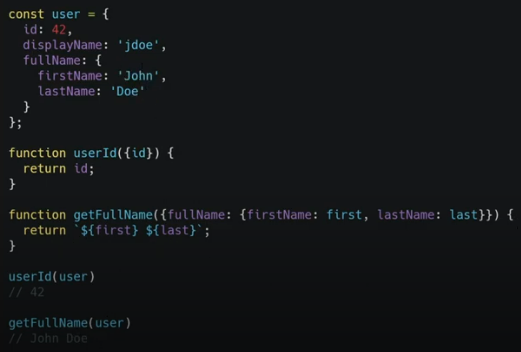 const user = {
  id: 42,
  displayName: 'jdoe',
  fullName: {
    firstName: 'John',
    lastName: 'Doe'
  }
};

function userId({id}) {
  return id;
}

function getFullName({fullName: {firstName: first, lastName: last}}) {
  return `${first} ${last}`;
}

userId(user)
// 42

getFullName(user)
// John Doe